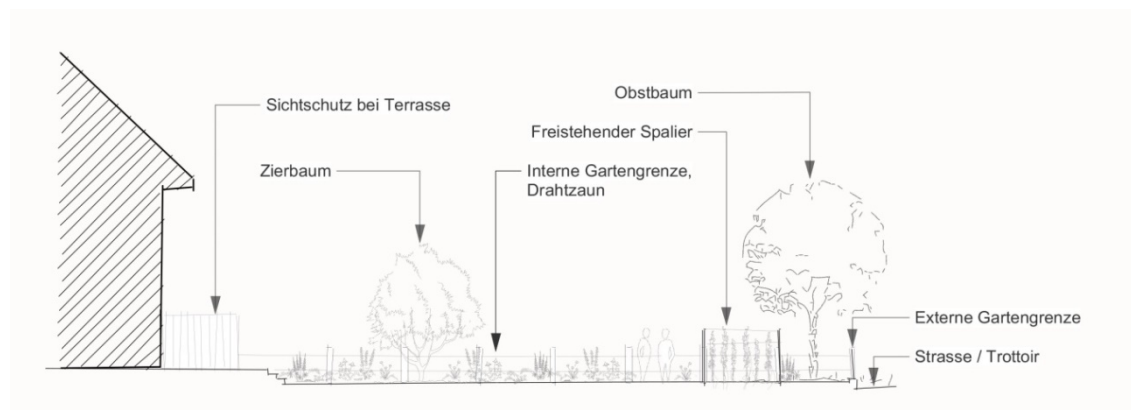 Obstbaum
Sichtschutz bei Terrasse
Freistehender Spalier
Zierbaum
Interne Gartengrenze,
Drahtzaun
Externe Gartengrenze
Strasse / Trottoir